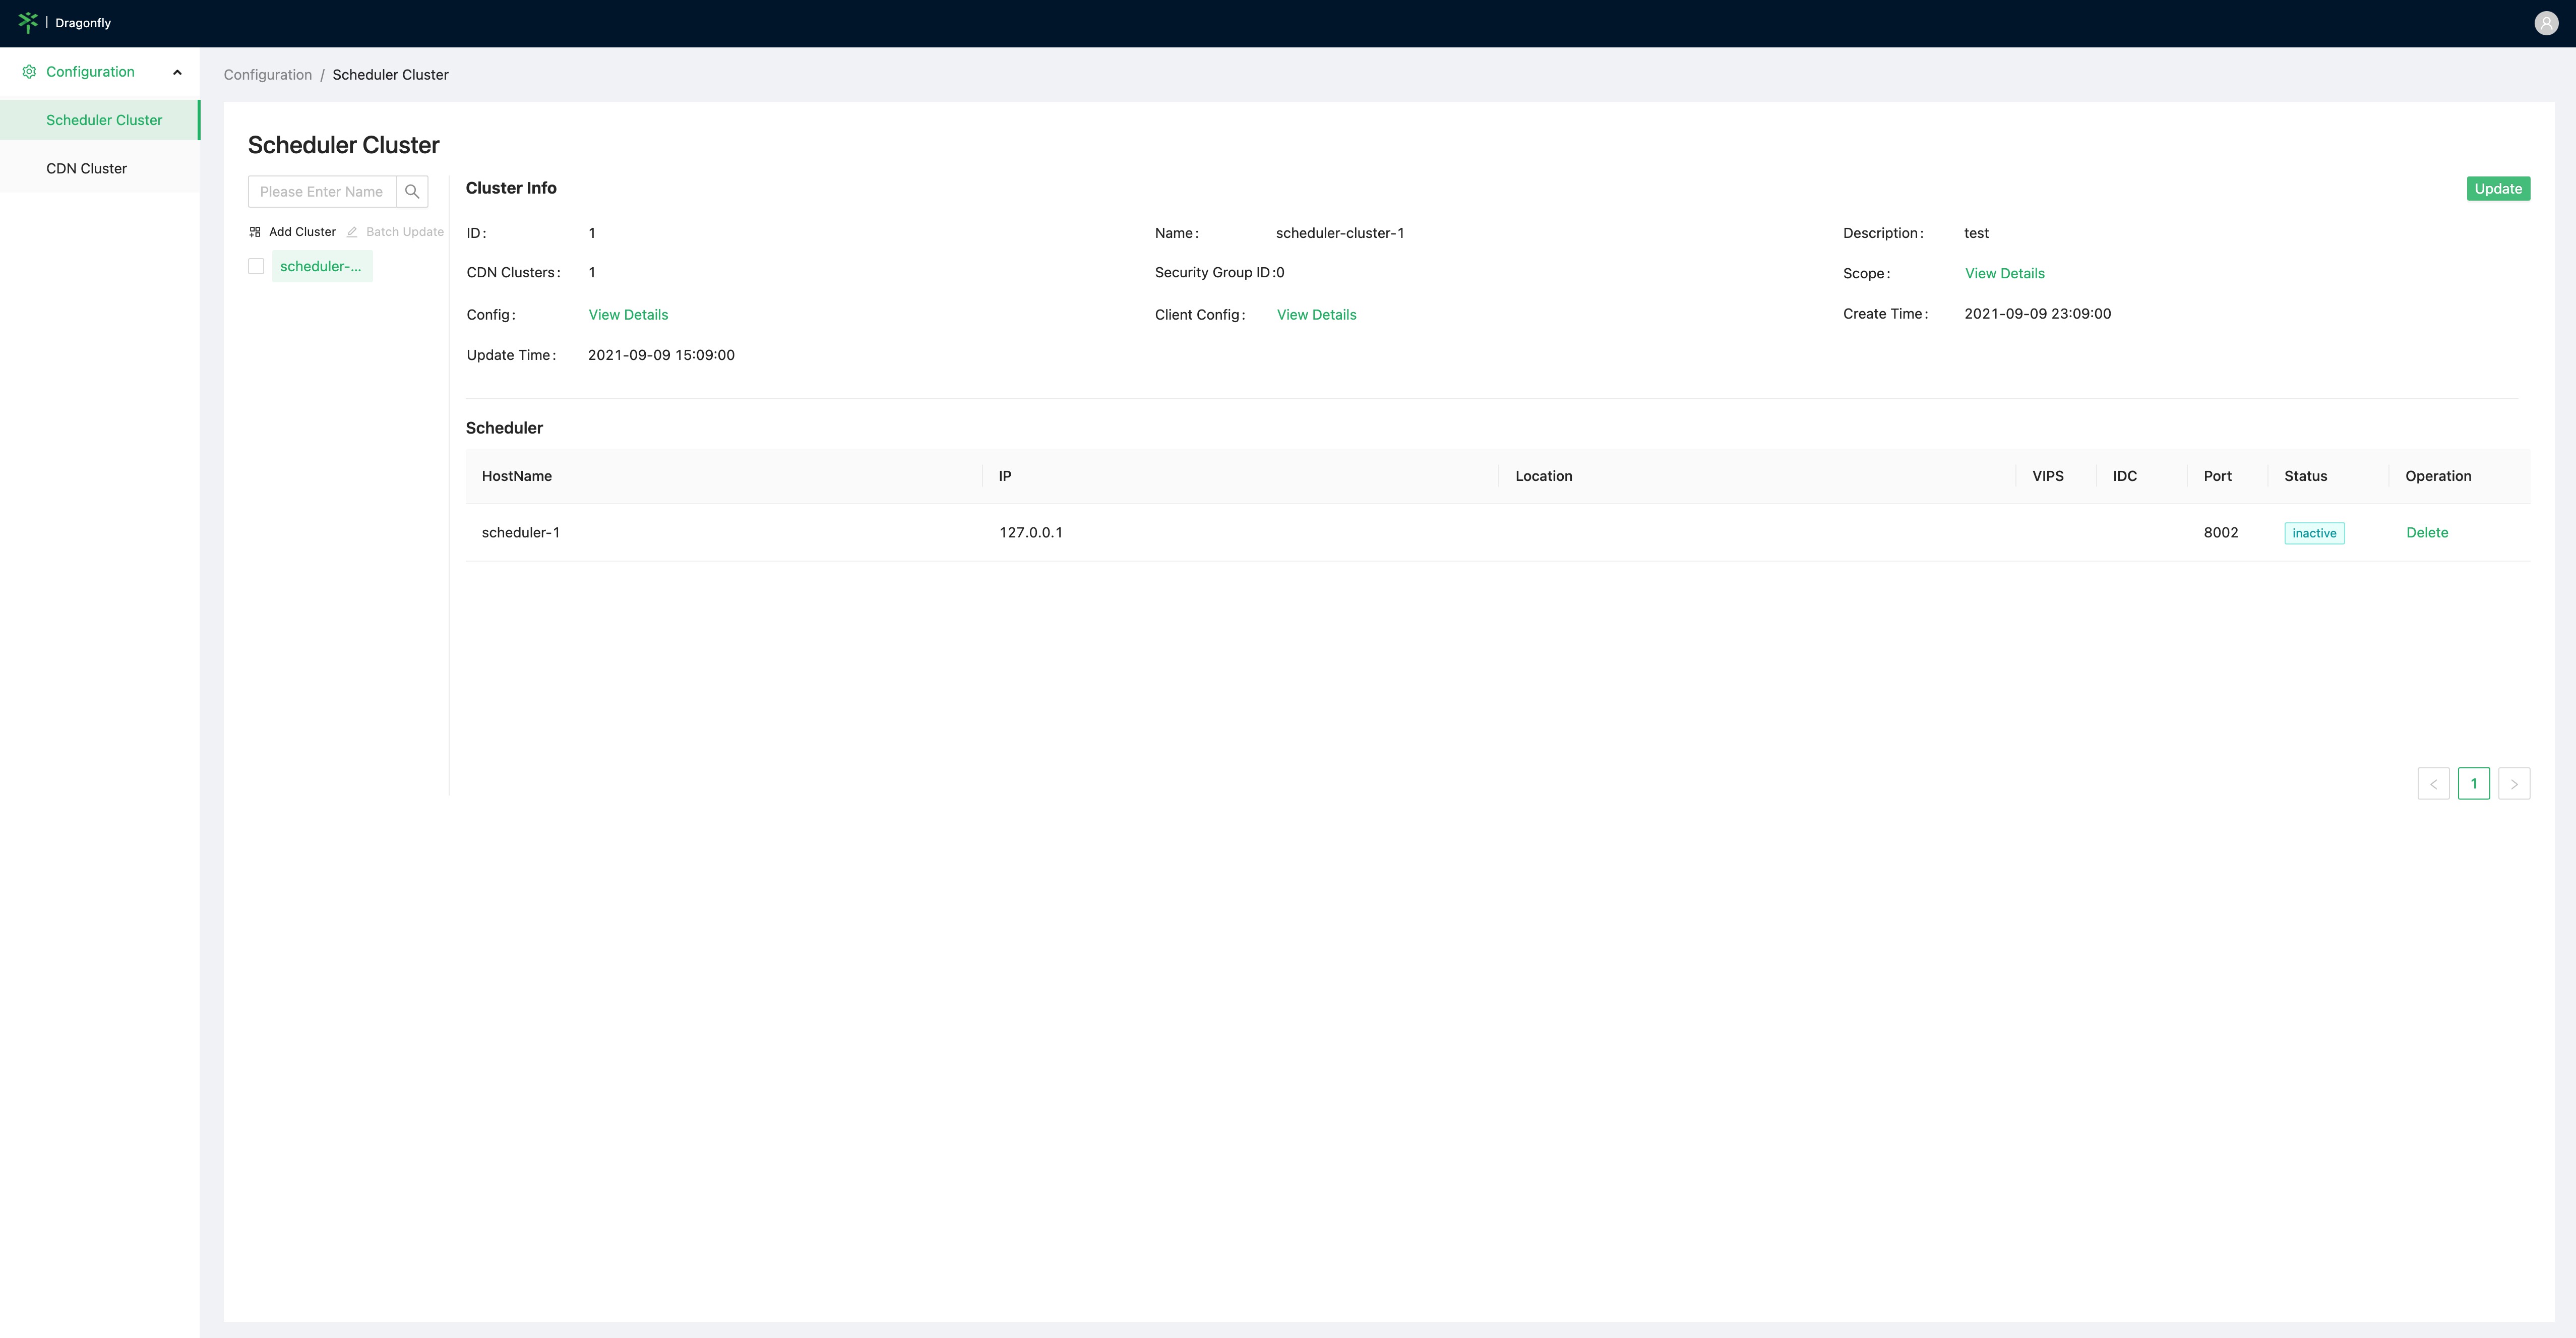 | Dragonfly
Configuration
Scheduler Cluster
CDN Cluster
Configuration / Scheduler Cluster
Scheduler Cluster
Please Enter Name
Add Cluster Batch Update
scheduler-...
Cluster Info
Update
ID: 1 Name: scheduler-cluster-1 Description: test
CDN Clusters: 1 Security Group ID:0 Scope: View Details
Config: View Details Client Config: View Details Create Time: 2021-09-09 23:09:00
Update Time: 2021-09-09 15:09:00
Scheduler
HostName IP Location VIPS IDC Port Status Operation
scheduler-1 127.0.0.1 8002 inactive Delete
< 1 >